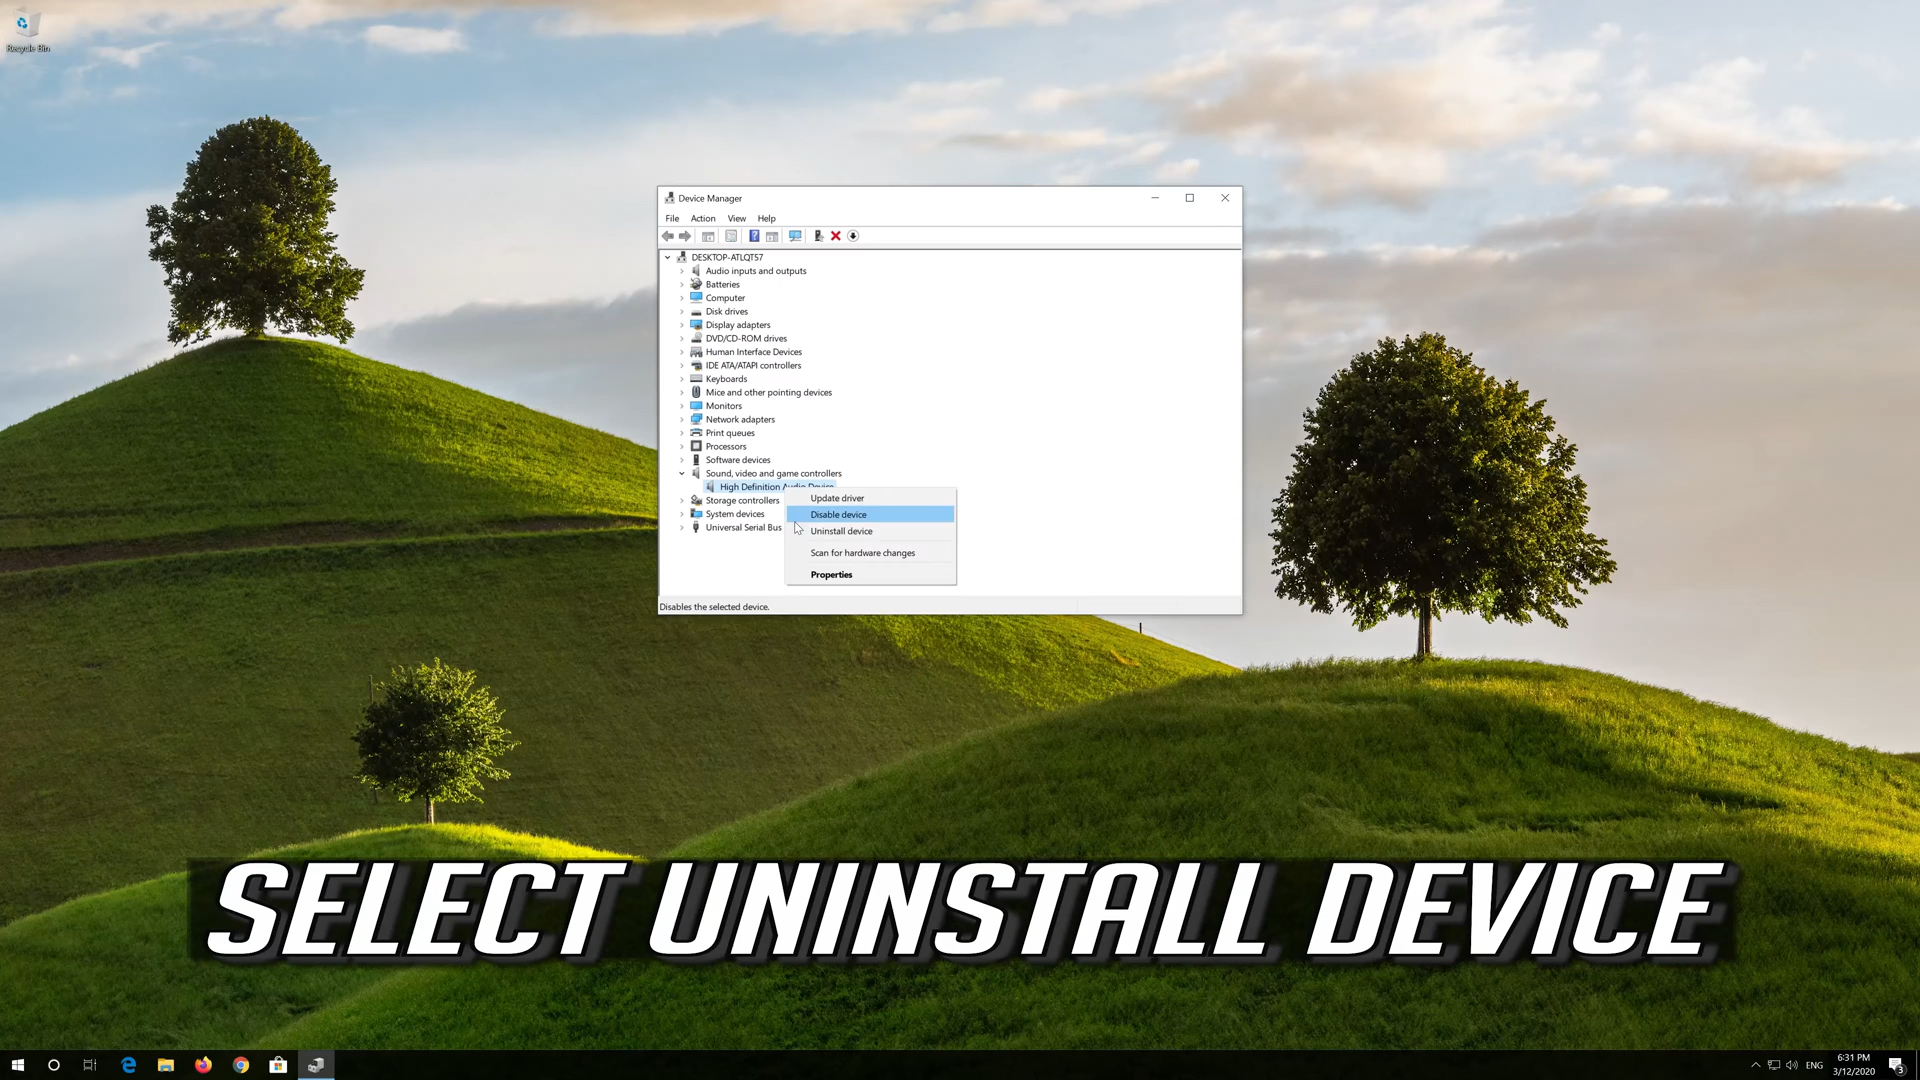 Recycle Bin
Device Manager
File Action View Help
DESKTOP-ATLQT57
Audio inputs and outputs
Batteries
Computer
Disk drives
Display adapters
DVD/CD-ROM drives
Human Interface Devices
IDE ATA/ATAPI controllers
Keyboards
Mice and other pointing devices
Monitors
Network adapters
Print queues
Processors
Software devices
Sound, video and game controllers
High Definition Audio Device
Storage controllers
System devices
Universal Serial Bus
Update driver
Disable device
Uninstall device
Scan for hardware changes
Properties
Disables the selected device.
SELECT UNINSTALL DEVICE
ENG
6:31 PM
3/12/2020
3